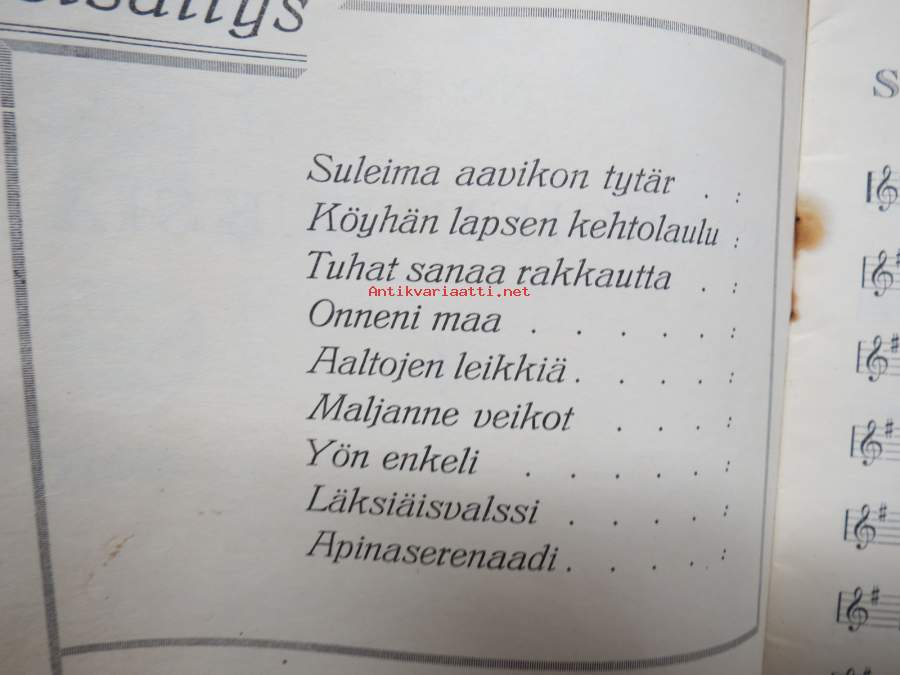 Suleima aavikon tytär . :
Köyhän lapsen kehtolaulu :
Tuhat sanaa rakkautta . :
Antikvariaatti.net
Onneni maa . . . . . :
Aaltojen leikkiä . . . . :
Maljanne veikot . . . :
Yön enkeli . . . . . :
Läksiäisvalssi . . . . :
Apinaserenaadi . . . . :
S